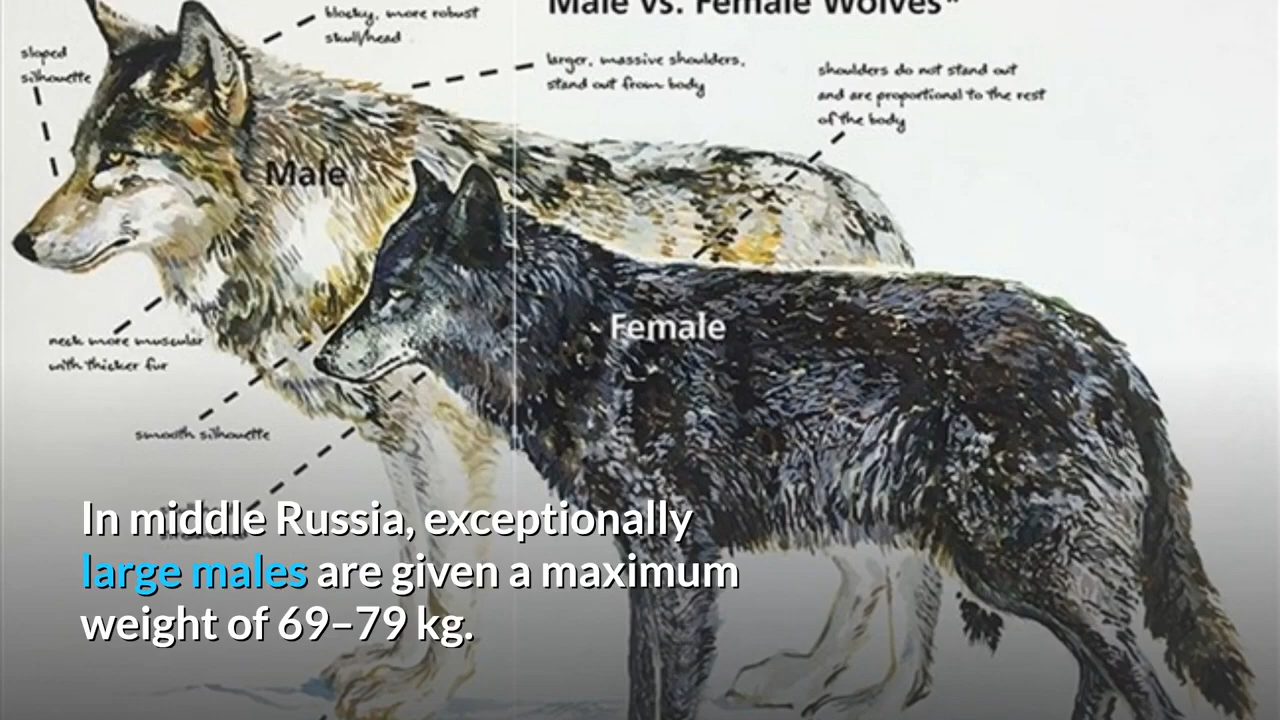 Male vs. Female Wolves*
blocky, more robust
skull/head
sloped
silhouette
larger, massive shoulders,
stand out from body
shoulders do not stand out
and are proportional to the rest
of the body
Male
Female
neck more muscular
with thicker fur
smooth silhouette
In middle Russia, exceptionally
large males are given a maximum
weight of 69–79 kg.